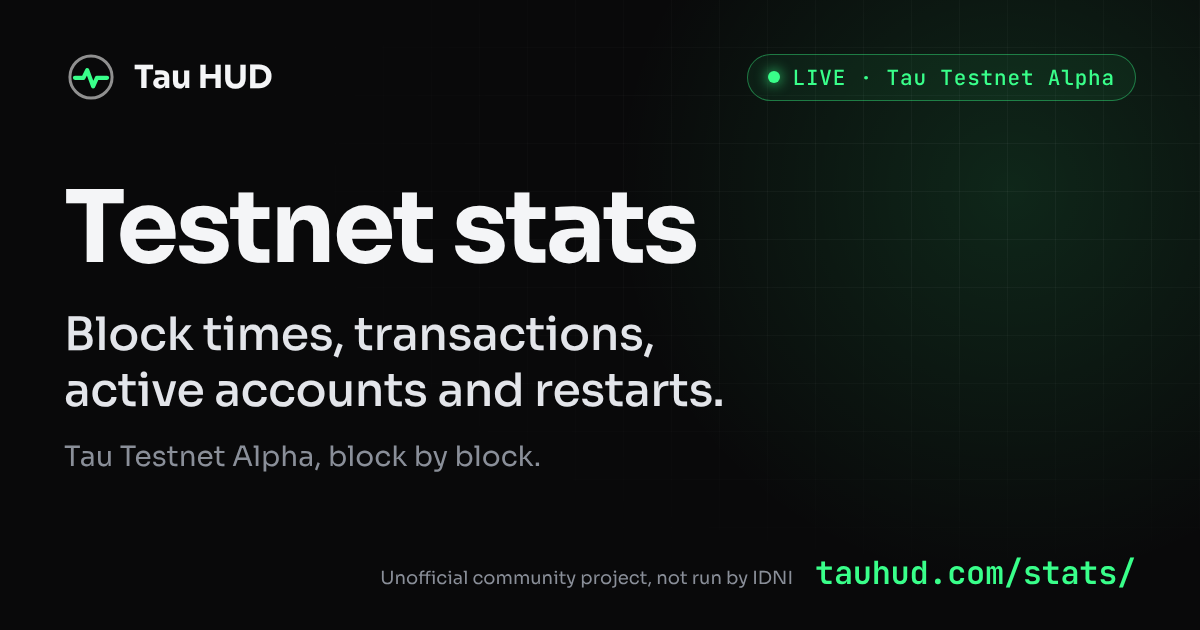 Tau HUD
LIVE · Tau Testnet Alpha
Testnet stats
Block times, transactions,
active accounts and restarts.
Tau Testnet Alpha, block by block.
Unofficial community project, not run by IDNI
tauhud.com/stats/